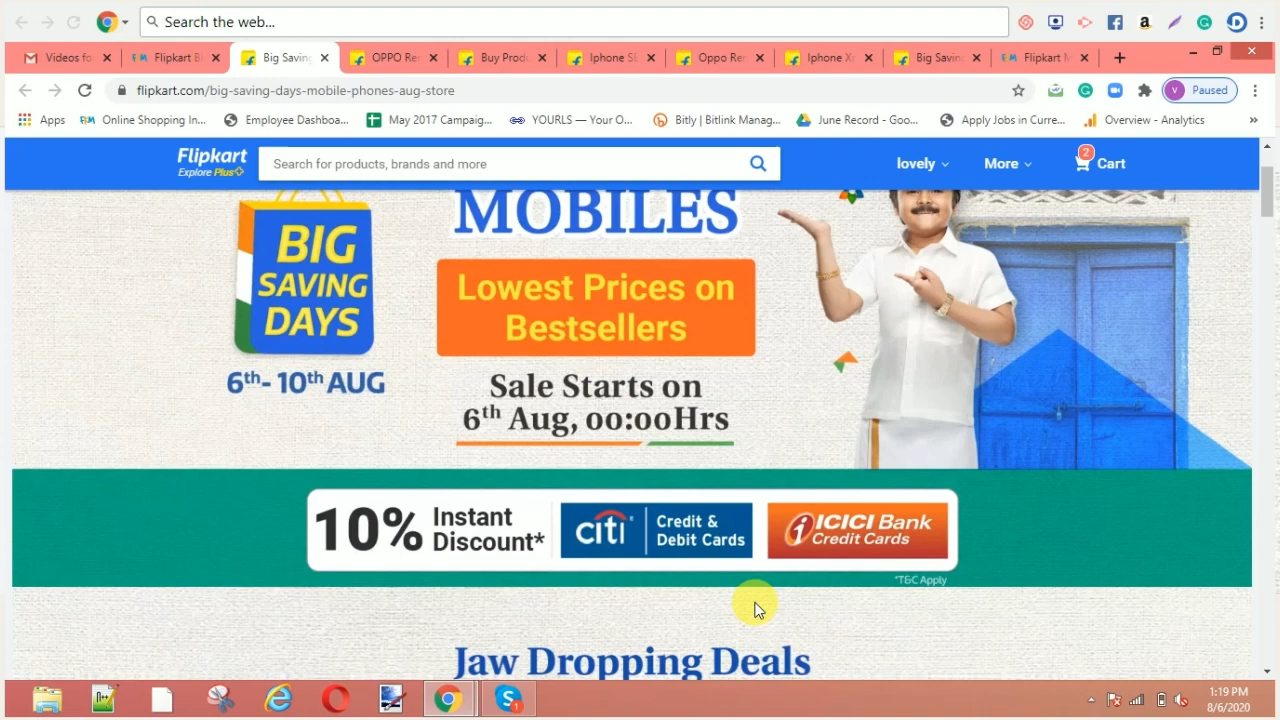 Search the web...
Videos fo
Flipkart B
Big Saving
OPPO Re
Buy Produ
Iphone SE
Oppo Ren
Iphone X
Big Saving
Flipkart M
flipkart.com/big-saving-days-mobile-phones-aug-store
V
Paused
Apps
Online Shopping In...
Employee Dashboa...
May 2017 Campaig...
YOURLS — Your O...
Bitly | Bitlink Manag...
June Record - Goo...
Apply Jobs in Curre...
Overview - Analytics
»
Flipkart
Explore Plus
Search for products, brands and more
lovely
More
2
Cart
MOBILES
BIG
SAVING
DAYS
6th- 10th AUG
Lowest Prices on
Bestsellers
Sale Starts on
6th Aug, 00:00Hrs
10% Instant
Discount*
citi
Credit &
Debit Cards
ICICI Bank
Credit Cards
*T&C Apply
Jaw Dropping Deals
1:19 PM
8/6/2020